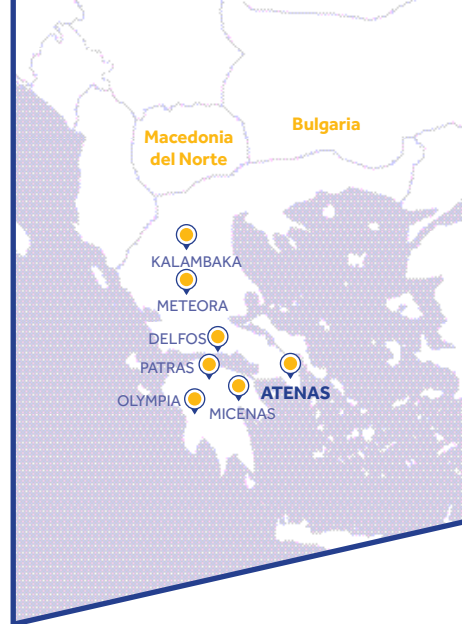 Bulgaria
Macedonia
del Norte
KALAMBAKA
METEORA
DELFOS
PATRAS
ATENAS
OLYMPIA
MICENAS